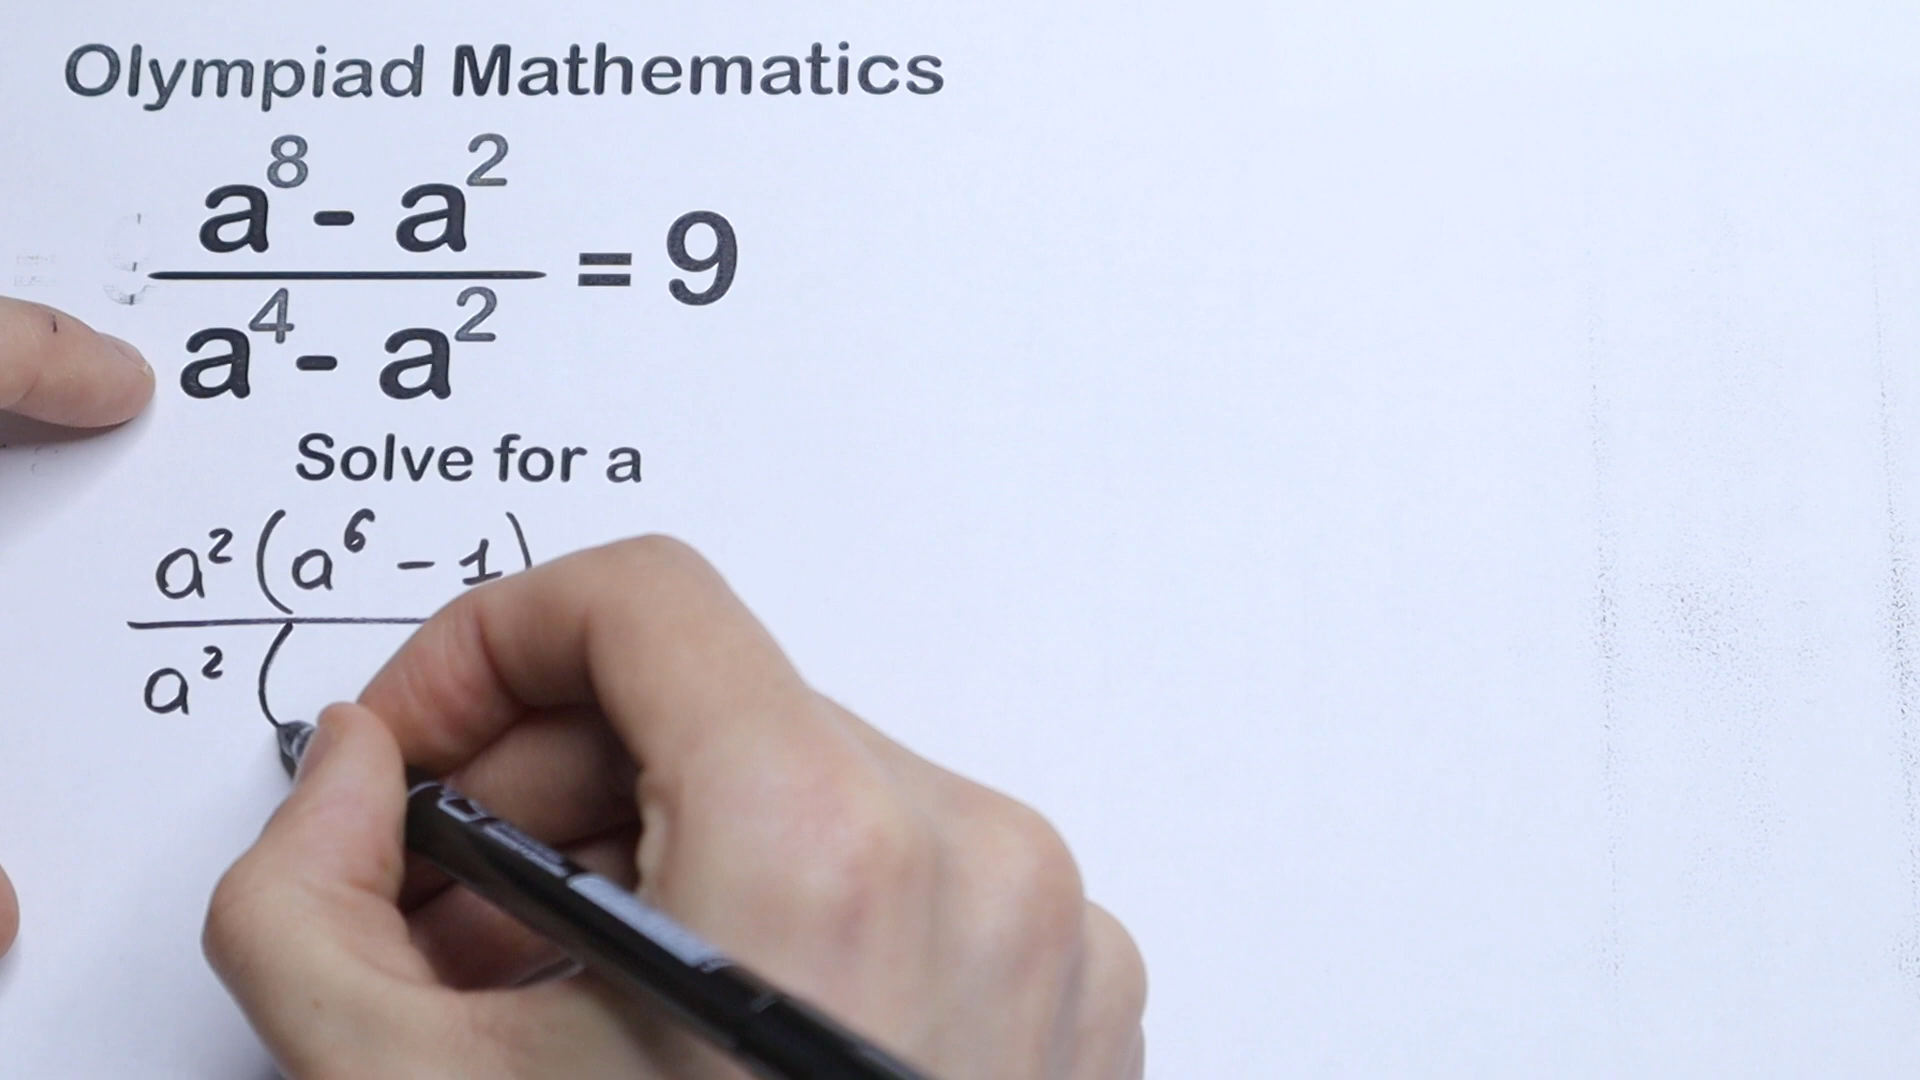 Olympiad Mathematics
a⁸ - a²
a⁴ - a²
= 9
Solve for a
a² (a⁶ - 1)
a² (